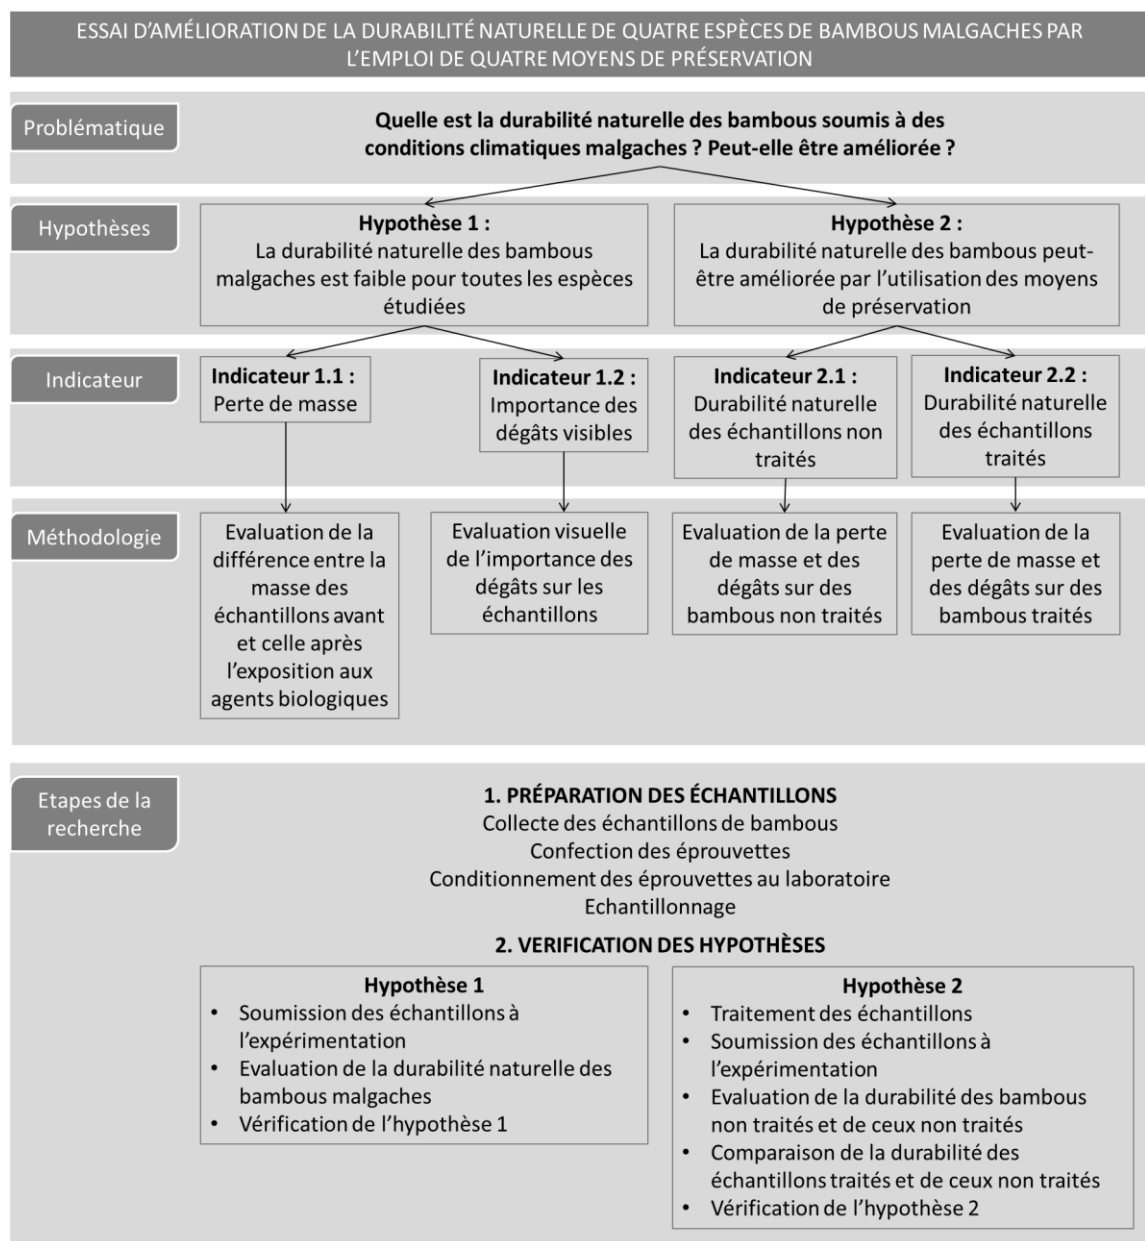 ESSAI D'AMÉLIORATION DE LA DURABILITÉ NATURELLE DE QUATRE ESPÈCES DE BAMBOUS MALGACHES PAR
L'EMPLOI DE QUATRE MOYENS DE PRÉSERVATION
Problématique
Quelle est la durabilité naturelle des bambous soumis à des
conditions climatiques malgaches ? Peut-elle être améliorée ?
Hypothèses
Hypothèse 1 :
La durabilité naturelle des bambous
malgaches est faible pour toutes les espèces
étudiées
Hypothèse 2 :
La durabilité naturelle des bambous peut-
être améliorée par l'utilisation des moyens
de préservation
Indicateur
Indicateur 1.1 :
Perte de masse
Indicateur 1.2 :
Importance des
dégâts visibles
Indicateur 2.1 :
Durabilité naturelle
des échantillons non
traités
Indicateur 2.2 :
Durabilité naturelle
des échantillons
traités
Méthodologie
Evaluation de la
différence entre la
masse des
échantillons avant
et celle après
l'exposition aux
agents biologiques
Evaluation visuelle
de l'importance des
dégâts sur les
échantillons
Evaluation de la perte
de masse et des
dégâts sur des
bambous non traités
Evaluation de la
perte de masse et
des dégâts sur des
bambous traités
Etapes de la
recherche
1. PRÉPARATION DES ÉCHANTILLONS
Collecte des échantillons de bambous
Confection des éprouvettes
Conditionnement des éprouvettes au laboratoire
Echantillonnage
2. VERIFICATION DES HYPOTHÈSES
Hypothèse 1
• Soumission des échantillons à
l'expérimentation
• Evaluation de la durabilité naturelle des
bambous malgaches
• Vérification de l'hypothèse 1
Hypothèse 2
• Traitement des échantillons
• Soumission des échantillons à
l'expérimentation
• Evaluation de la durabilité des bambous
non traités et de ceux non traités
• Comparaison de la durabilité des
échantillons traités et de ceux non traités
• Vérification de l'hypothèse 2